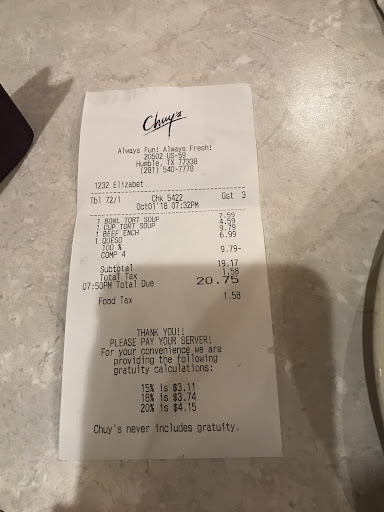 Chuy's
Always Fun! Always Fresh!
20502 US-59
Humble, TX 77338
(281) 540-7778
1232 Elizabet
Tbl 72/1 Chk 5422 Gst 3
Oct01'18 07:32PM
1 BOWL TORT SOUP 7.59
1 CUP TORT SOUP 4.59
1 BEEF ENCH 9.79
1 QUESO 6.99
100 %
COMP 4 9.79-
Subtotal 19.17
Total Tax 1.58
07:50PM Total Due 20.75
Food Tax 1.58
THANK YOU!!
PLEASE PAY YOUR SERVER!
For your convenience we are
providing the following
gratuity calculations:
15% is $3.11
18% is $3.74
20% is $4.15
Chuy's never includes gratuity.